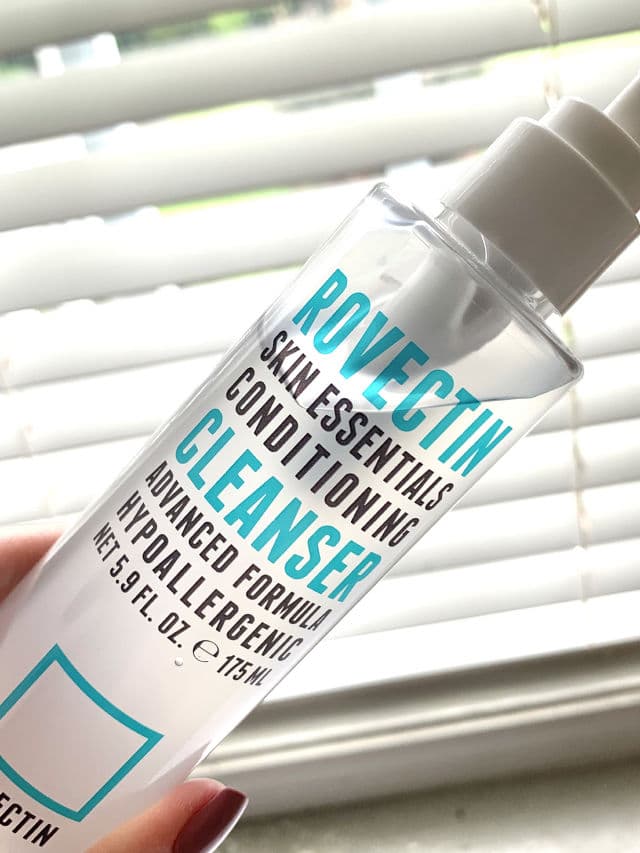 ROVECTIN
SKIN ESSENTIALS
CONDITIONING
CLEANSER
ADVANCED FORMULA
HYPOALLERGENIC
NET 5.9 FL. OZ. ℮ 175 ML
ECTIN